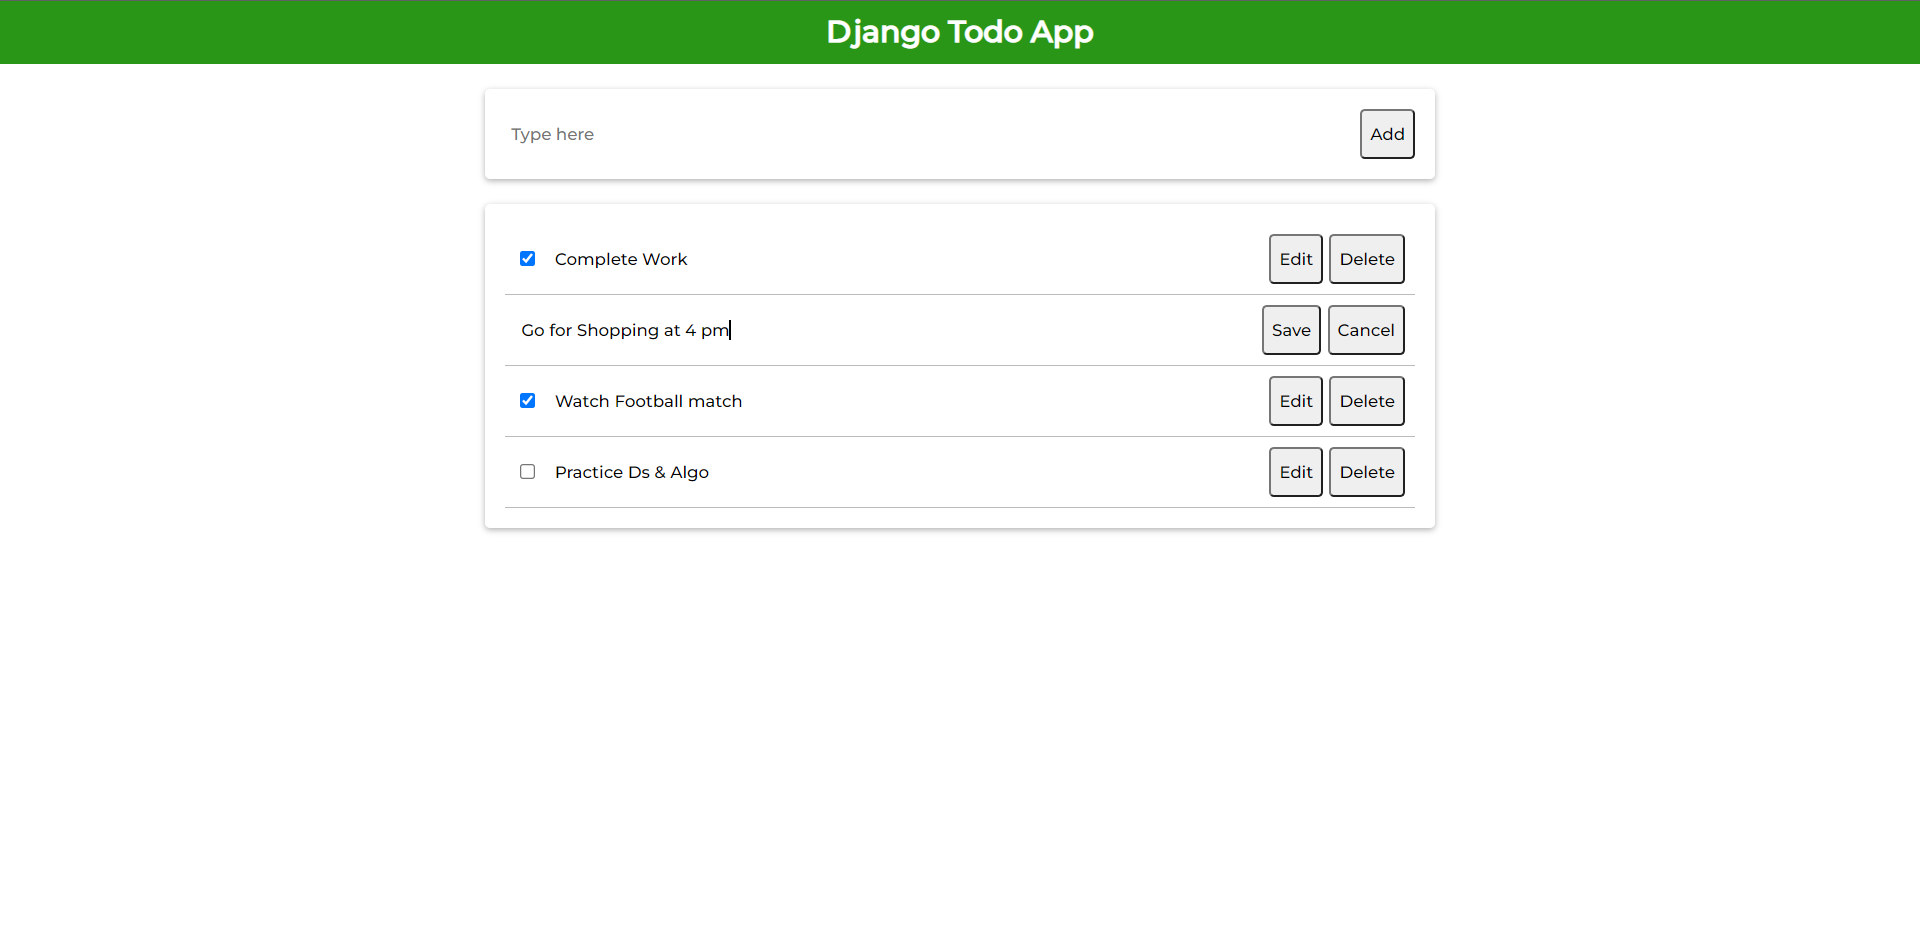 Django Todo App
Type here Add
Complete Work Edit Delete
Go for Shopping at 4 pm Save Cancel
Watch Football match Edit Delete
Practice Ds & Algo Edit Delete